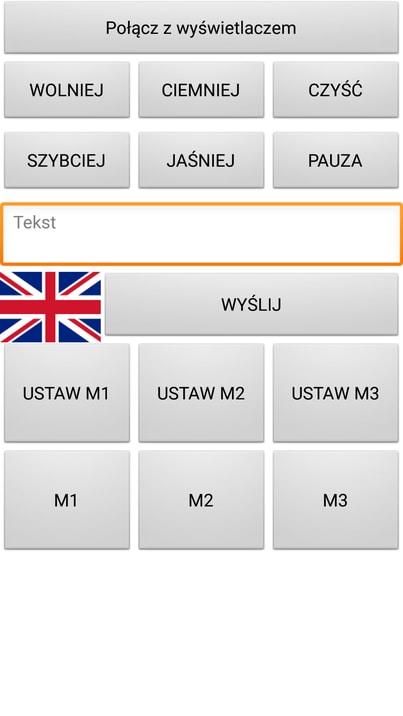 Połącz z wyświetlaczem
WOLNIEJ CIEMNIEJ CZYŚĆ
SZYBCIEJ JAŚNIEJ PAUZA
Tekst
WYŚLIJ
USTAW M1 USTAW M2 USTAW M3
M1 M2 M3